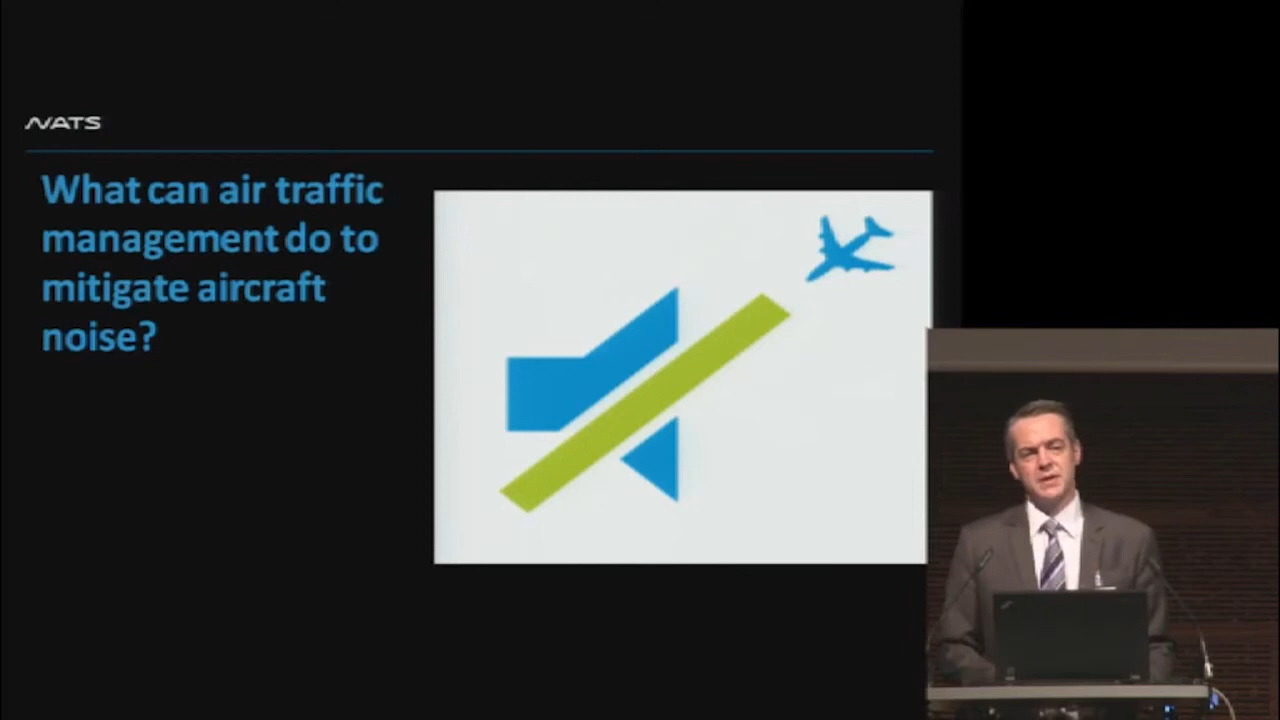 NATS
What can air traffic
management do to
mitigate aircraft
noise?